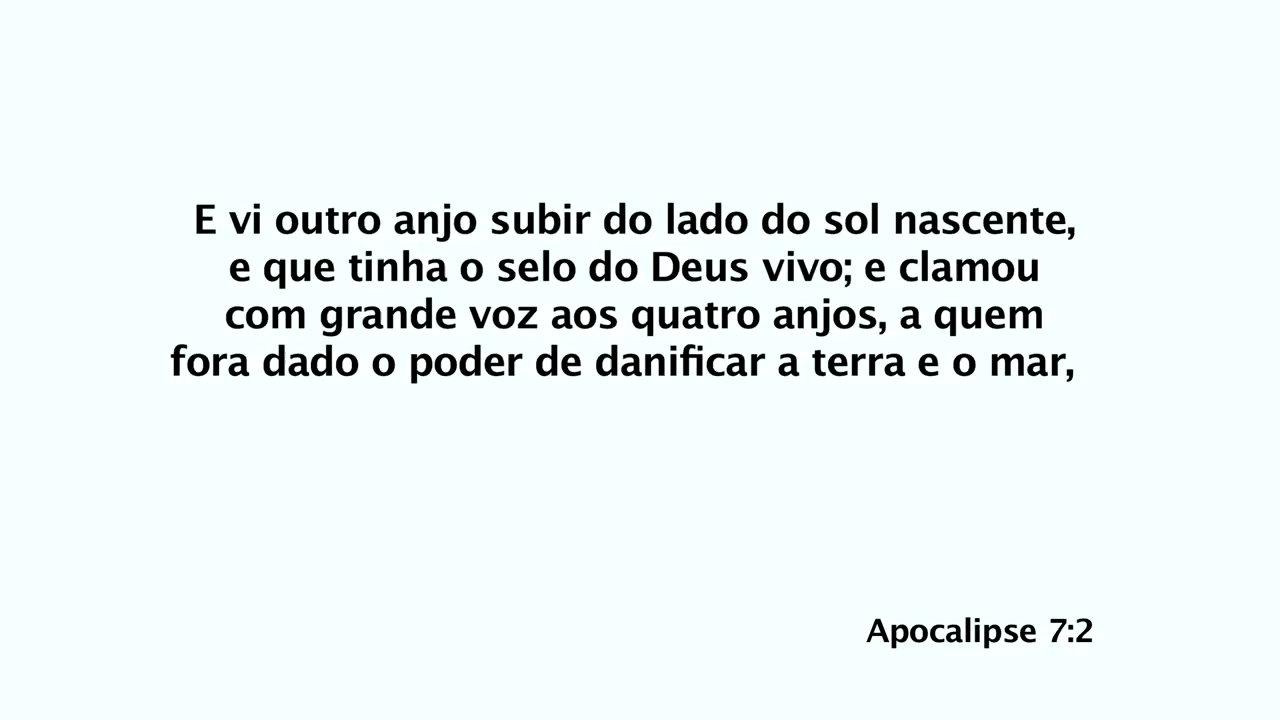 E vi outro anjo subir do lado do sol nascente,
e que tinha o selo do Deus vivo; e clamou
com grande voz aos quatro anjos, a quem
fora dado o poder de danificar a terra e o mar,
Apocalipse 7:2